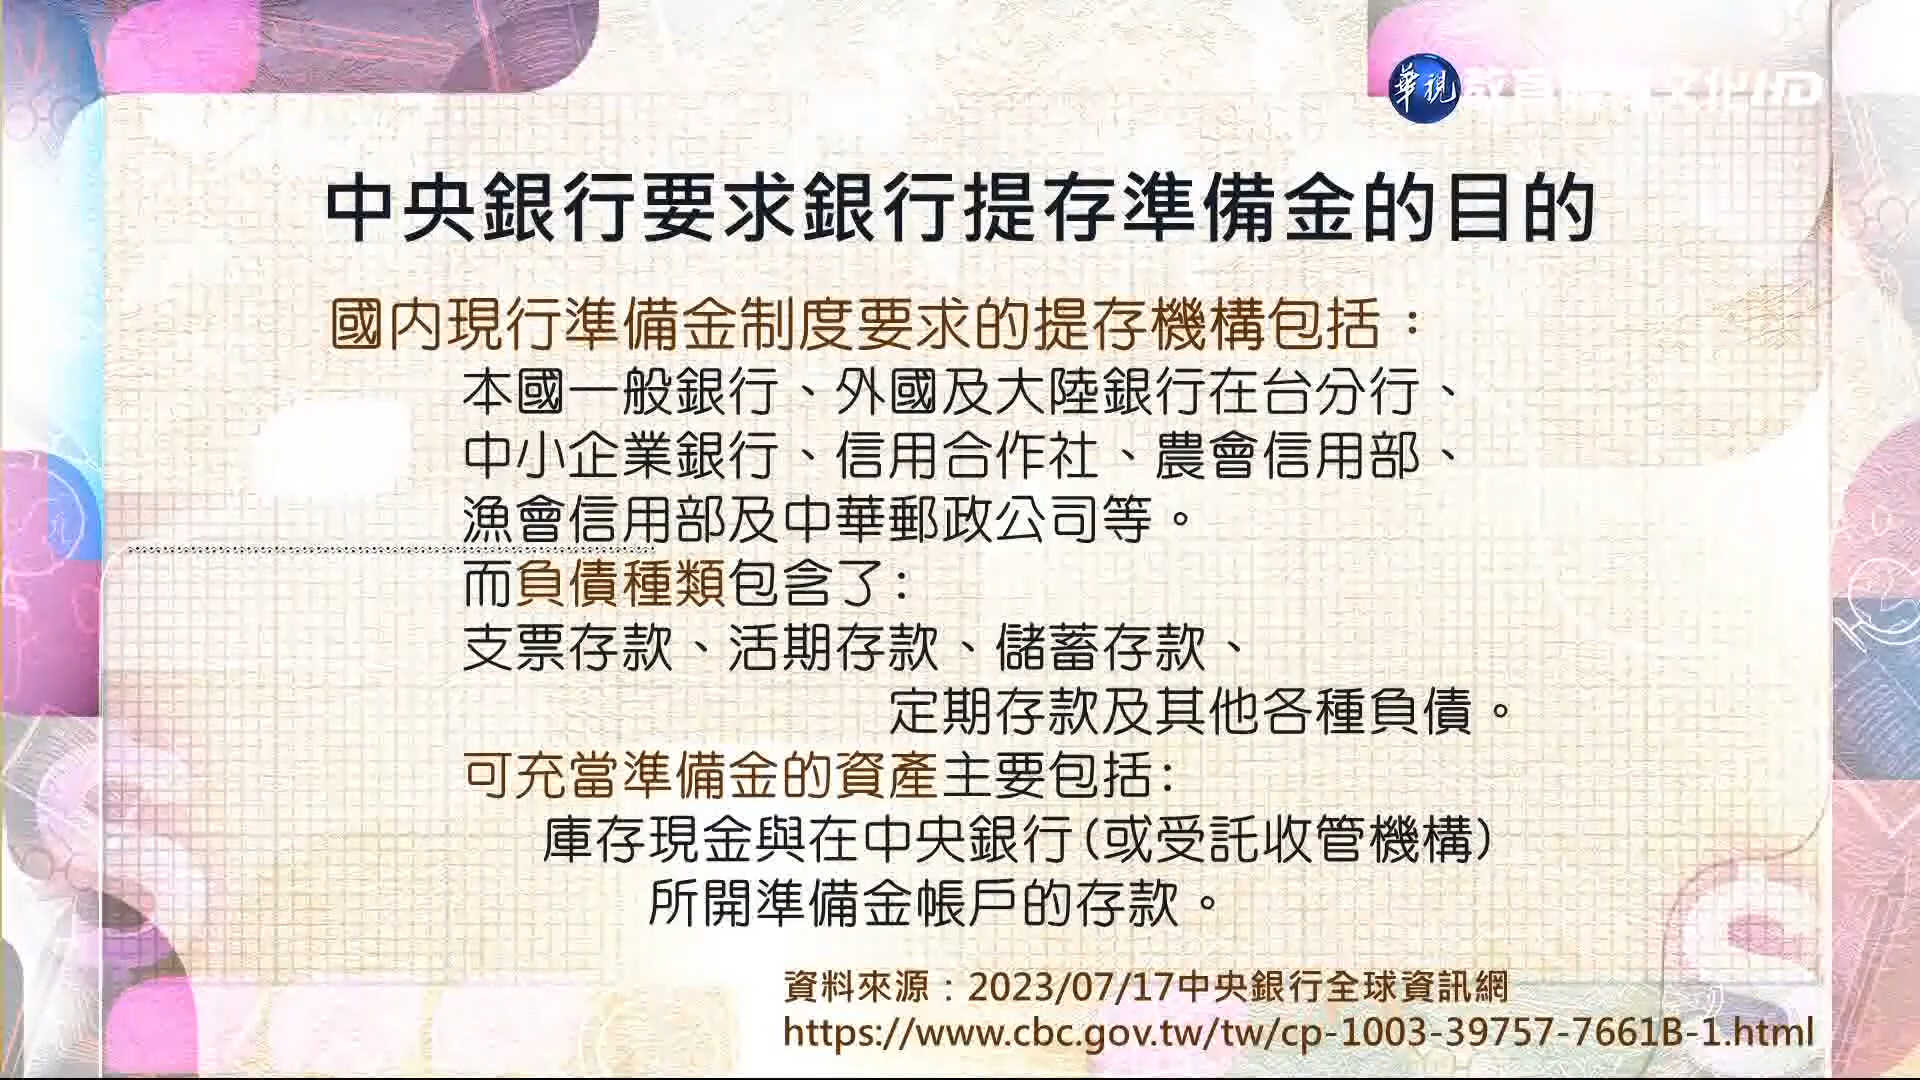 華視 教育體育文化HD
中央銀行要求銀行提存準備金的目的
國內現行準備金制度要求的提存機構包括：
本國一般銀行、外國及大陸銀行在台分行、
中小企業銀行、信用合作社、農會信用部、
漁會信用部及中華郵政公司等。
而負債種類包含了:
支票存款、活期存款、儲蓄存款、
定期存款及其他各種負債。
可充當準備金的資產主要包括:
庫存現金與在中央銀行(或受託收管機構)
所開準備金帳戶的存款。
資料來源：2023/07/17中央銀行全球資訊網
https://www.cbc.gov.tw/tw/cp-1003-39757-7661B-1.html